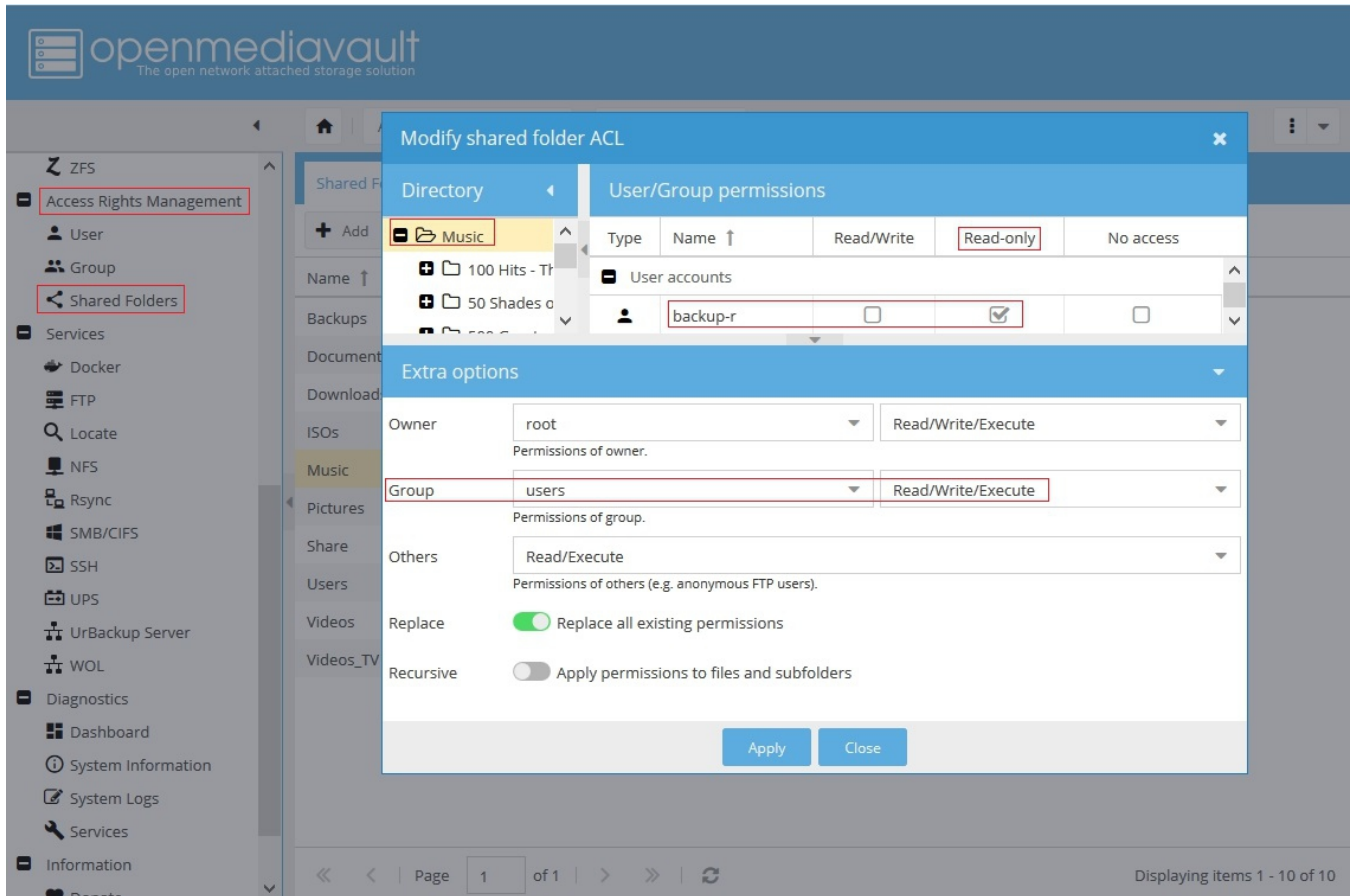 openmediavault
The open network attached storage solution
ZFS
Access Rights Management
User
Group
Shared Folders
Services
Docker
FTP
Locate
NFS
Rsync
SMB/CIFS
SSH
UPS
UrBackup Server
WOL
Diagnostics
Dashboard
System Information
System Logs
Services
Information
Donate
Shared F
Add
Name
Backups
Document
Download
ISOs
Music
Pictures
Share
Users
Videos
Videos_TV
Modify shared folder ACL
Directory
Music
100 Hits - Th
50 Shades o
User/Group permissions
Type Name Read/Write Read-only No access
User accounts
backup-r
Extra options
Owner root Read/Write/Execute
Permissions of owner.
Group users Read/Write/Execute
Permissions of group.
Others Read/Execute
Permissions of others (e.g. anonymous FTP users).
Replace Replace all existing permissions
Recursive Apply permissions to files and subfolders
Apply Close
Page 1 of 1 Displaying items 1 - 10 of 10